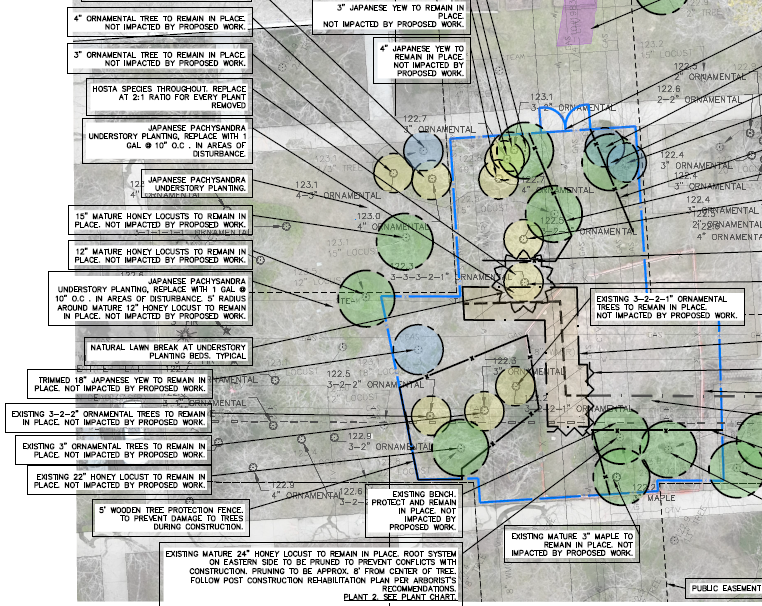 4" ORNAMENTAL TREE TO REMAIN IN PLACE.
NOT IMPACTED BY PROPOSED WORK.
3" JAPANESE YEW TO REMAIN IN
PLACE.
NOT IMPACTED BY PROPOSED WORK.
3" ORNAMENTAL TREE TO REMAIN IN PLACE.
NOT IMPACTED BY PROPOSED WORK.
4" JAPANESE YEW TO
REMAIN IN PLACE.
NOT IMPACTED BY
PROPOSED WORK.
HOSTA SPECIES THROUGHOUT. REPLACE
AT 2:1 RATIO FOR EVERY PLANT
REMOVED
JAPANESE PACHYSANDRA
UNDERSTORY PLANTING, REPLACE WITH 1
GAL @ 10" O.C . IN AREAS OF
DISTURBANCE.
JAPANESE PACHYSANDRA
UNDERSTORY PLANTING.
15" MATURE HONEY LOCUSTS TO REMAIN IN
PLACE. NOT IMPACTED BY PROPOSED WORK.
12" MATURE HONEY LOCUSTS TO REMAIN IN
PLACE. NOT IMPACTED BY PROPOSED WORK.
JAPANESE PACHYSANDRA
UNDERSTORY PLANTING, REPLACE WITH 1 GAL @
10" O.C . IN AREAS OF DISTURBANCE. 5' RADIUS
AROUND MATURE 12" HONEY LOCUST TO REMAIN
IN PLACE. NOT IMPACTED BY PROPOSED WORK.
NATURAL LAWN BREAK AT UNDERSTORY
PLANTING BEDS. TYPICAL
TRIMMED 18" JAPANESE YEW TO REMAIN IN
PLACE. NOT IMPACTED BY PROPOSED WORK.
EXISTING 3-2-2" ORNAMENTAL TREES TO REMAIN
IN PLACE. NOT IMPACTED BY PROPOSED WORK.
EXISTING 3" ORNAMENTAL TREES TO REMAIN IN
PLACE. NOT IMPACTED BY PROPOSED WORK.
EXISTING 22" HONEY LOCUST TO REMAIN IN
PLACE. NOT IMPACTED BY PROPOSED WORK.
5' WOODEN TREE PROTECTION FENCE.
TO PREVENT DAMAGE TO TREES
DURING CONSTRUCTION.
EXISTING BENCH.
PROTECT AND REMAIN
IN PLACE. NOT
IMPACTED BY
PROPOSED WORK.
EXISTING MATURE 24" HONEY LOCUST TO REMAIN IN PLACE. ROOT SYSTEM
ON EASTERN SIDE TO BE PRUNED TO PREVENT CONFLICTS WITH
CONSTRUCTION. PRUNING TO BE APPROX. 8' FROM CENTER OF TREE.
FOLLOW POST CONSTRUCTION REHABILITATION PLAN PER ARBORIST'S
RECOMMENDATIONS.
PLANT 2. SEE PLANT CHART.
EXISTING 3-2-2-1" ORNAMENTAL
TREES TO REMAIN IN PLACE.
NOT IMPACTED BY PROPOSED WORK.
EXISTING MATURE 3" MAPLE TO
REMAIN IN PLACE. NOT
IMPACTED BY PROPOSED WORK.
PUBLIC EASEMENT
122.5
2" ORNAMENTAL
122.6
2-2" ORNAMENTAL
123.1
122.7
3" ORNAMENTAL
122.4
3" ORNAMENTAL
122.4
3" ORNAMENTAL
122.4
4" ORNAMENTAL
123.1
4-3" ORNAMENTAL
122.7
4" ORNAMENTAL
123.0
4" ORNAMENTAL
3-3-3-2-1" ORNAMENTAL
122.5
3-2-2" ORNAMENTAL
122.3
122.9
3-2" ORNAMENTAL
122.9
4" ORNAMENTAL
122.6
3" MAPLE